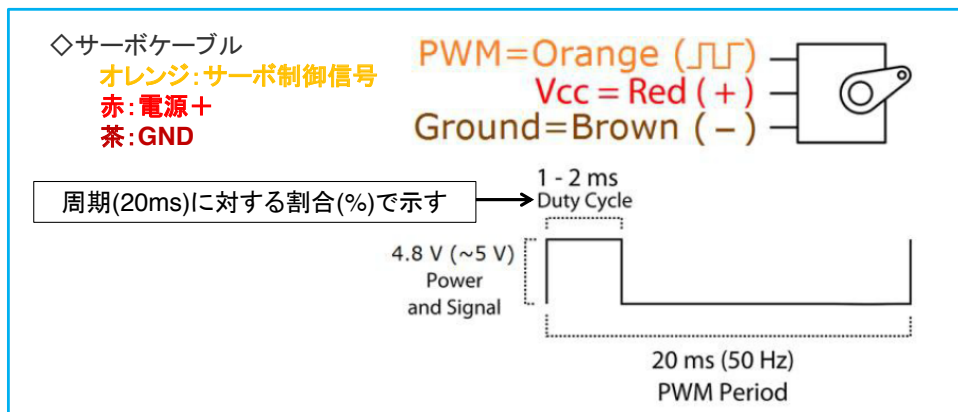 ◇サーボケーブル
オレンジ:サーボ制御信号
赤:電源+
茶:GND
PWM=Orange (⎍⎍)
Vcc = Red ( + )
Ground=Brown ( − )
周期(20ms)に対する割合(%)で示す
1 - 2 ms
Duty Cycle
4.8 V (~5 V)
Power
and Signal
20 ms (50 Hz)
PWM Period